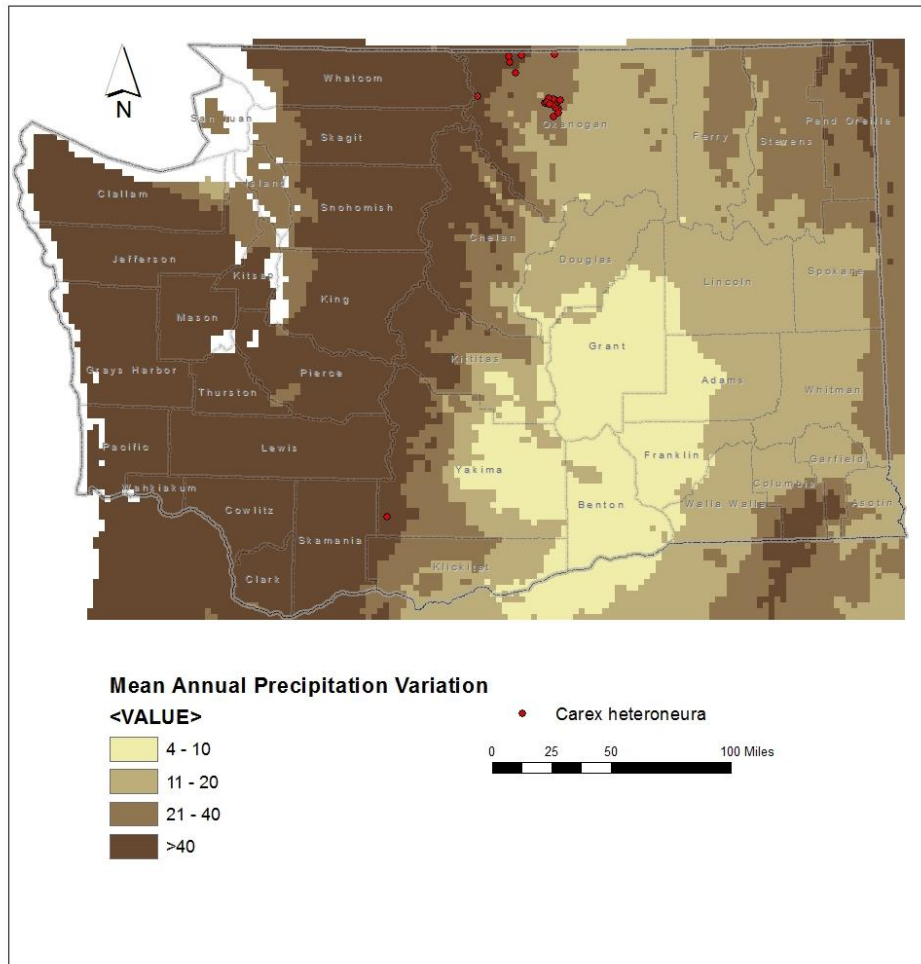 Whatcom
Pend Oreille
San Juan
Okanogan
Ferry
Stevens
Skagit
Island
Clallam
Snohomish
Chelan
Jefferson
Douglas
Kitsap
Lincoln
Spokane
King
Mason
Grant
Kittitas
Grays Harbor
Pierce
Adams
Whitman
Thurston
Pacific
Lewis
Yakima
Franklin
Garfield
Columbia
Wahkiakum
Cowlitz
Benton
Walla Walla
Asotin
Skamania
Klickitat
Clark
N
Mean Annual Precipitation Variation
<VALUE>
4 - 10
11 - 20
21 - 40
>40
Carex heteroneura
0 25 50 100 Miles